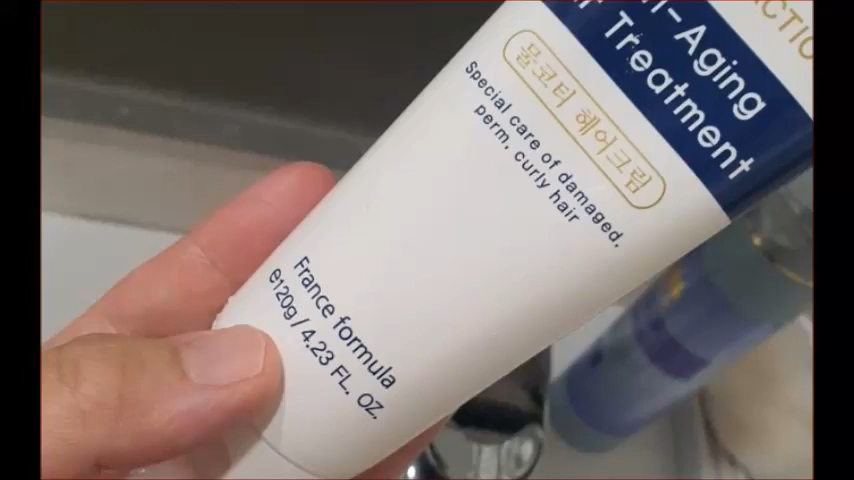 -Aging
Treatment
물코티 헤어크림
Special care of damaged,
perm, curly hair
France formula
℮120g / 4.23 FL. OZ.